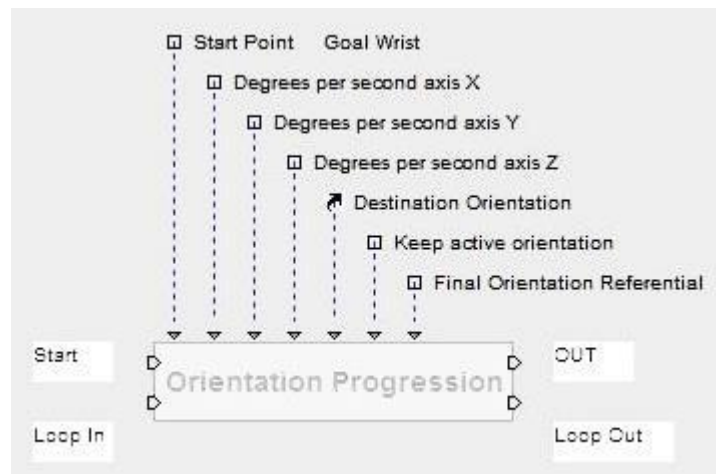 Start Point Goal Wrist
Degrees per second axis X
Degrees per second axis Y
Degrees per second axis Z
Destination Orientation
Keep active orientation
Final Orientation Referential
Start
OUT
Orientation Progression
Loop In
Loop Out